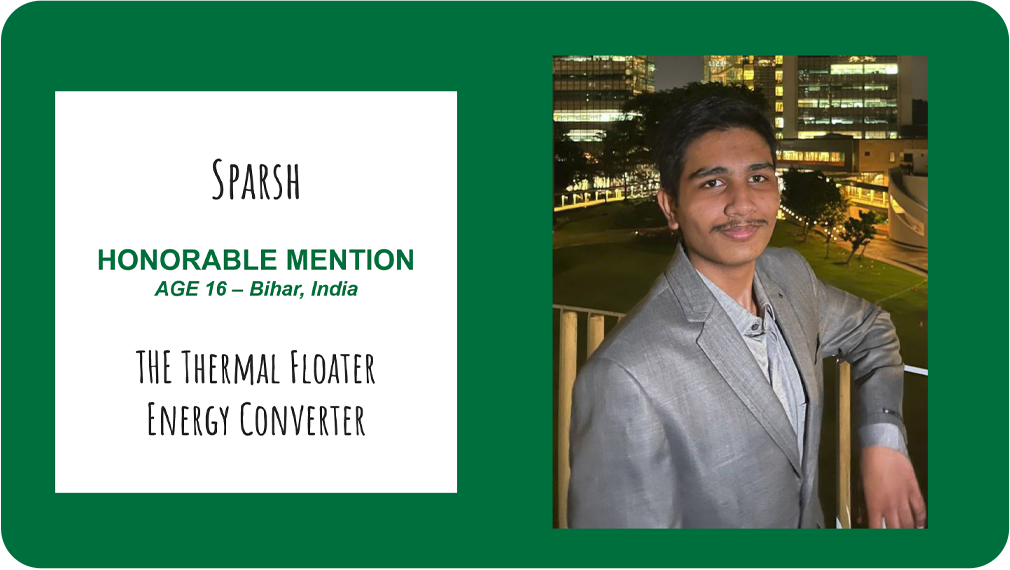 Sparsh
HONORABLE MENTION
AGE 16 – Bihar, India
THE Thermal Floater
Energy Converter